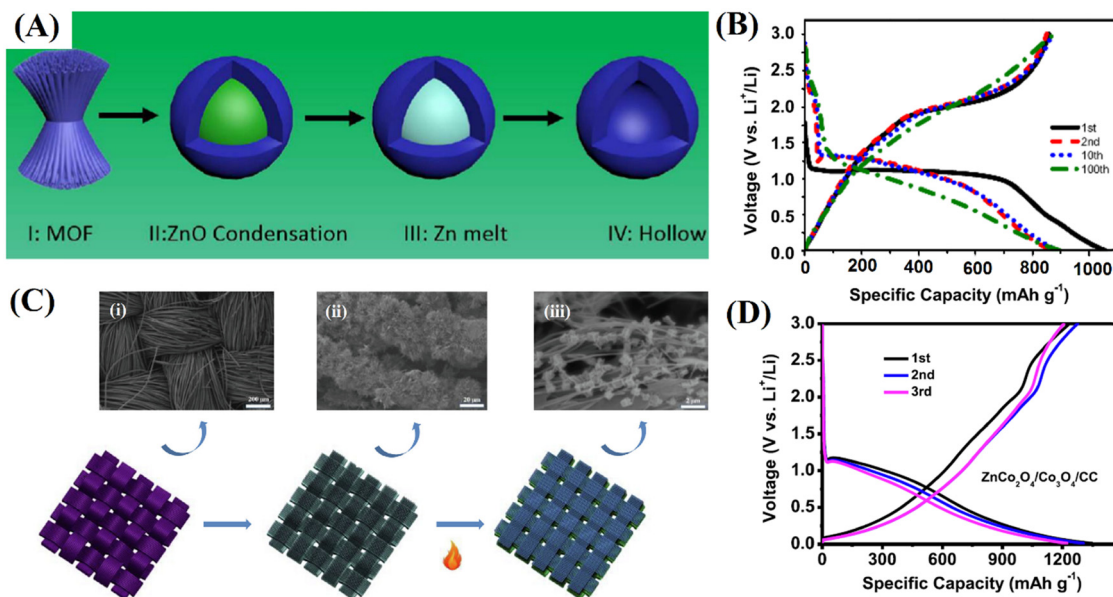 (A)
I: MOF
II:ZnO Condensation
III: Zn melt
IV: Hollow
(B)
Voltage (V vs. Li⁺/Li)
3.0
2.5
2.0
1.5
1.0
0.5
0.0
1st
2nd
10th
100th
0 200 400 600 800 1000
Specific Capacity (mAh g⁻¹)
(C)
(i)
200 μm
(ii)
20 μm
(iii)
2 μm
(D)
Voltage (V vs. Li⁺/Li)
3.0
2.5
2.0
1.5
1.0
0.5
0.0
1st
2nd
3rd
ZnCo₂O₄/Co₃O₄/CC
0 300 600 900 1200
Specific Capacity (mAh g⁻¹)